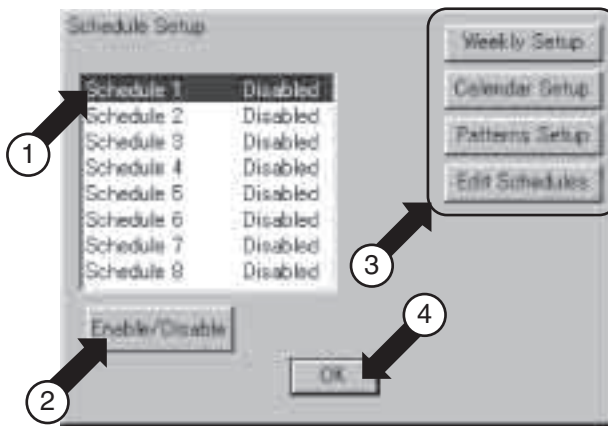 Schedule Setup
Schedule 1 Disabled
Schedule 2 Disabled
Schedule 3 Disabled
Schedule 4 Disabled
Schedule 5 Disabled
Schedule 6 Disabled
Schedule 7 Disabled
Schedule 8 Disabled
Enable/Disable
OK
Weekly Setup
Calendar Setup
Patterns Setup
Edit Schedules
1
2
3
4